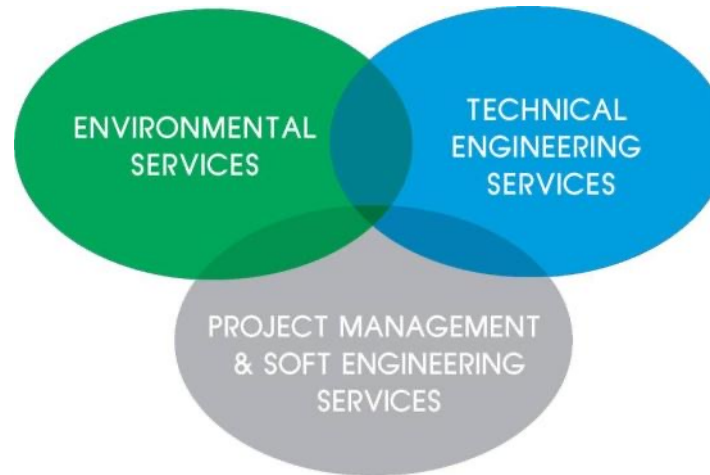 ENVIRONMENTAL
SERVICES
TECHNICAL
ENGINEERING
SERVICES
PROJECT MANAGEMENT
& SOFT ENGINEERING
SERVICES